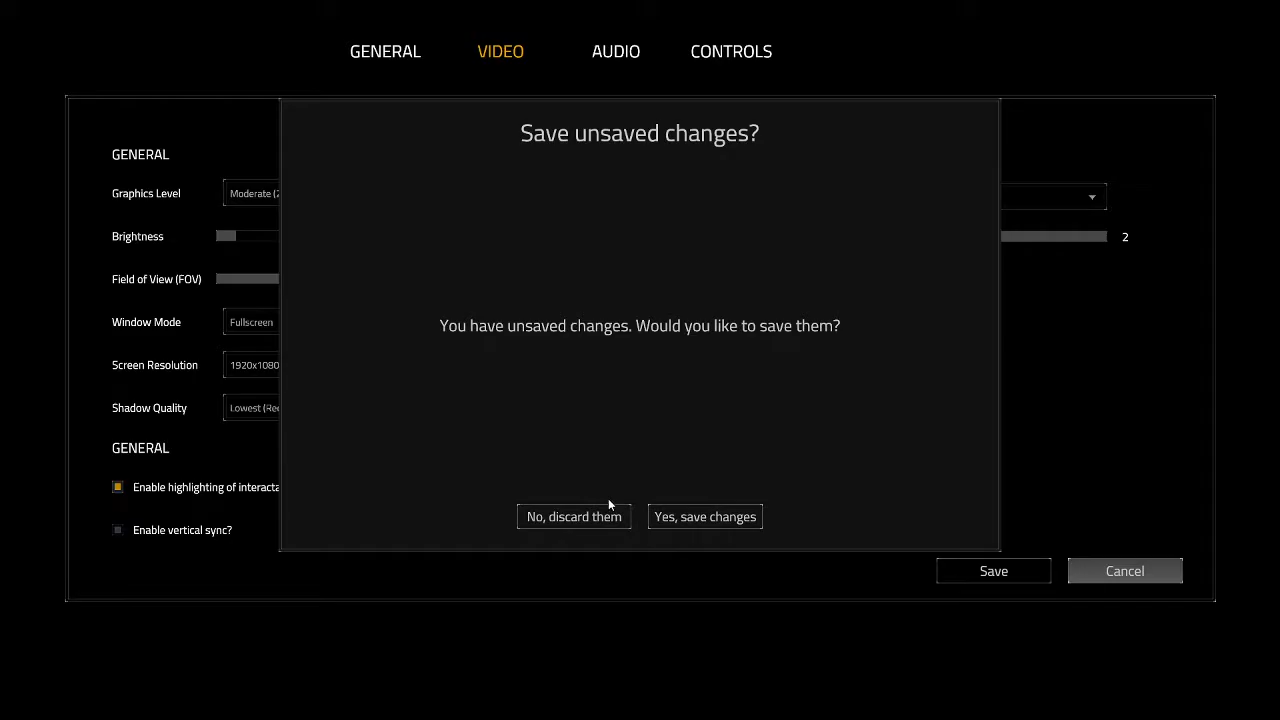 GENERAL VIDEO AUDIO CONTROLS
Save unsaved changes?
GENERAL
Graphics Level Moderate
Brightness 2
Field of View (FOV)
You have unsaved changes. Would you like to save them?
Window Mode Fullscreen
Screen Resolution 1920x1080
Shadow Quality Lowest
GENERAL
Enable highlighting of
No, discard them Yes, save changes
Enable vertical sync?
Save Cancel